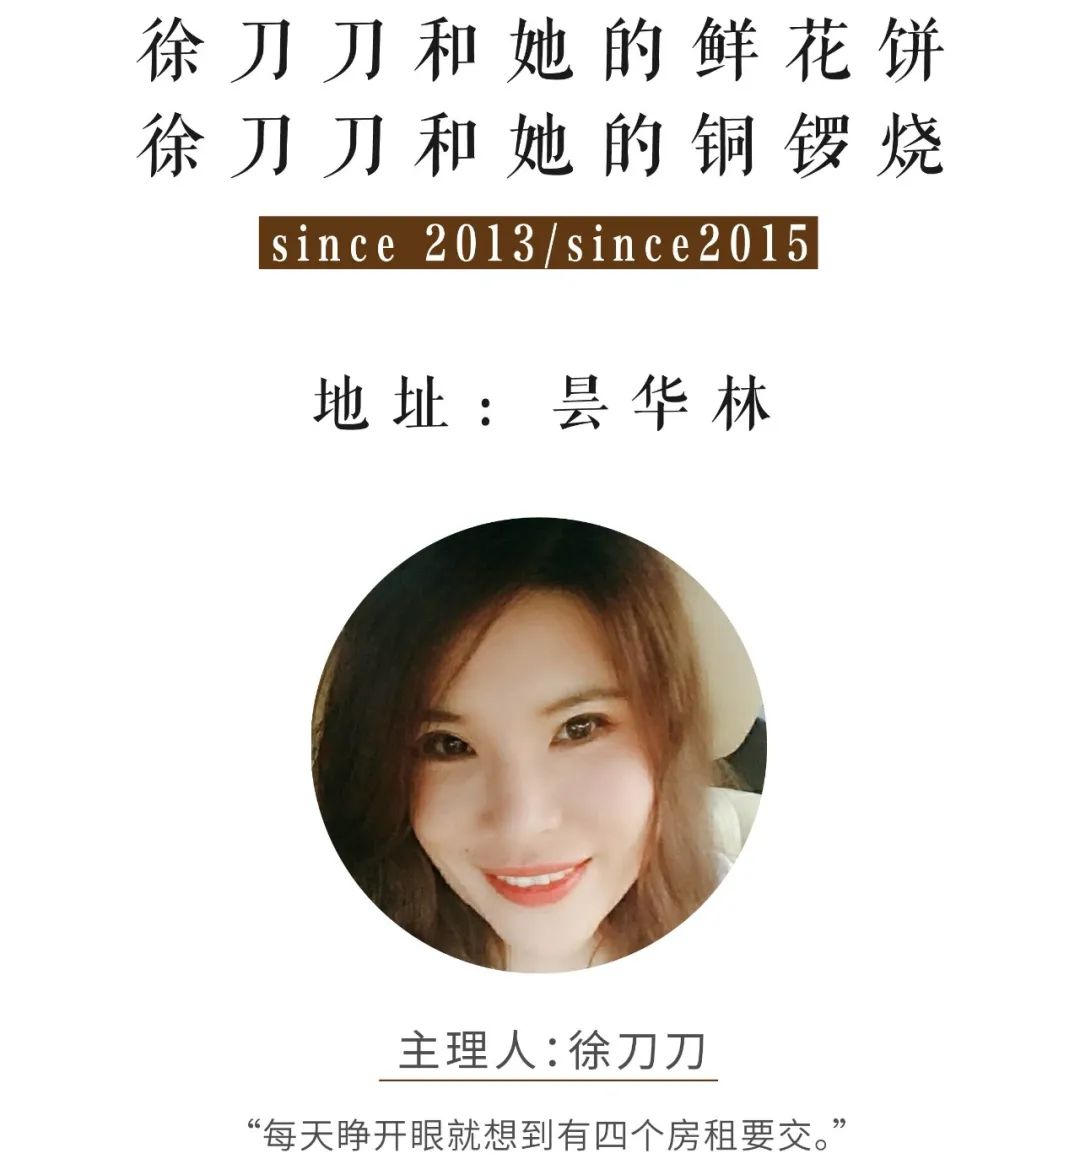 徐刀刀和她的鲜花饼
徐刀刀和她的铜锣烧
since 2013/since2015
地址：昙华林
主理人：徐刀刀
“每天睁开眼就想到有四个房租要交。”